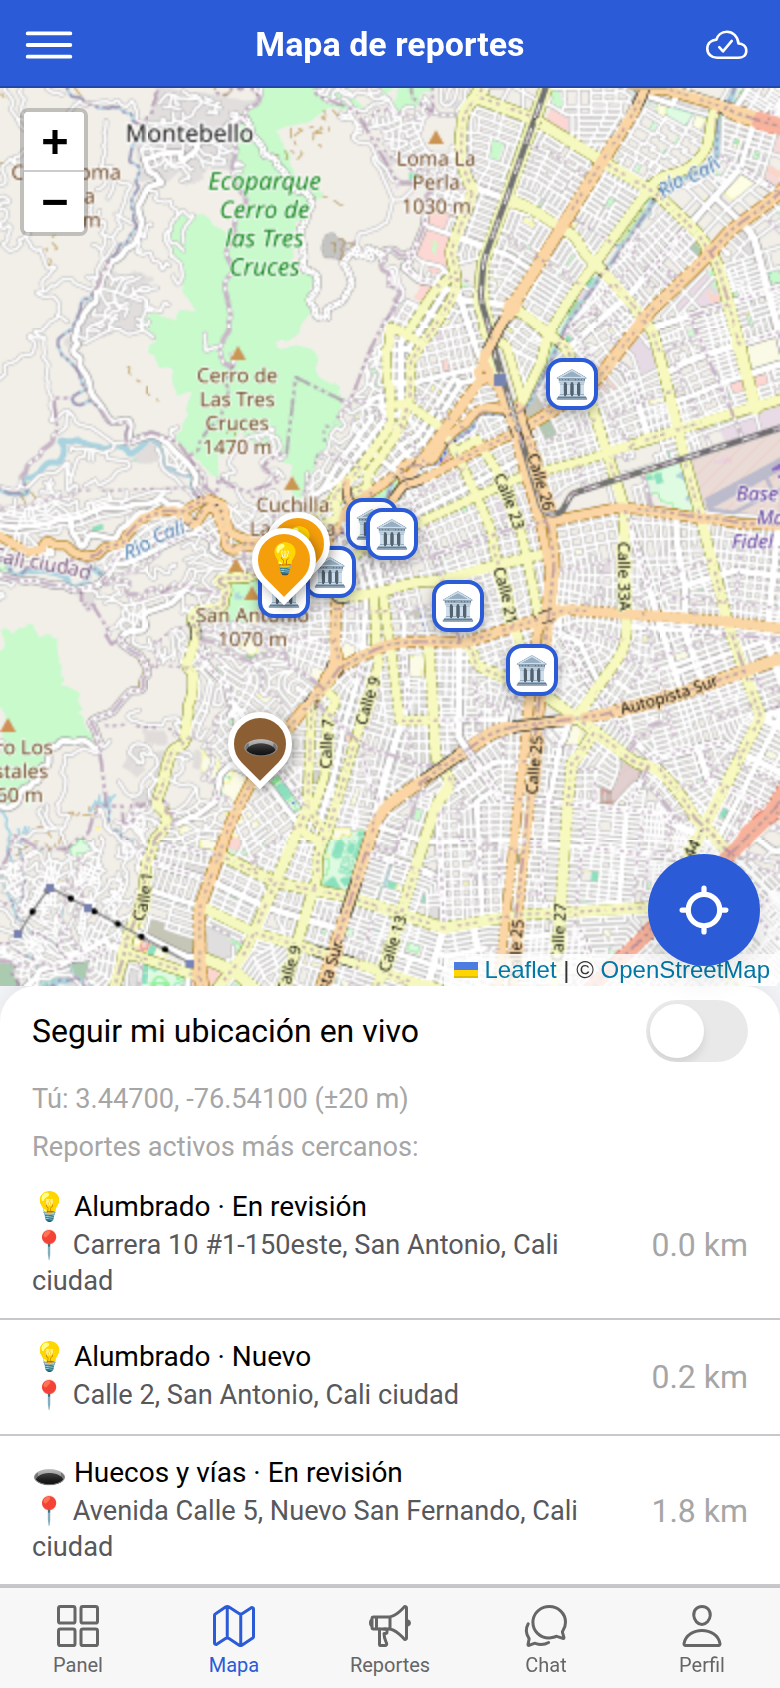 Mapa de reportes
+
−
Montebello
Loma La
Perla
1030 m
Río Cali
Ecoparque
Cerro de
las Tres
Cruces
Cerro de
Las Tres
Cruces
1470 m
Calle 26
Calle 23
Base
Fidel
Cuchilla
Río Cali
Cali ciudad
Calle 33A
Calle 21
San Antonio
1070 m
Calle 9
Autopista Sur
Calle 7
Calle 25
Calle 1
44
Calle 13
Calle 27
Leaflet | © OpenStreetMap
Seguir mi ubicación en vivo
Tú: 3.44700, -76.54100 (±20 m)
Reportes activos más cercanos:
Alumbrado · En revisión
Carrera 10 #1-150este, San Antonio, Cali
ciudad
0.0 km
Alumbrado · Nuevo
Calle 2, San Antonio, Cali ciudad
0.2 km
Huecos y vías · En revisión
Avenida Calle 5, Nuevo San Fernando, Cali
ciudad
1.8 km
Panel
Mapa
Reportes
Chat
Perfil